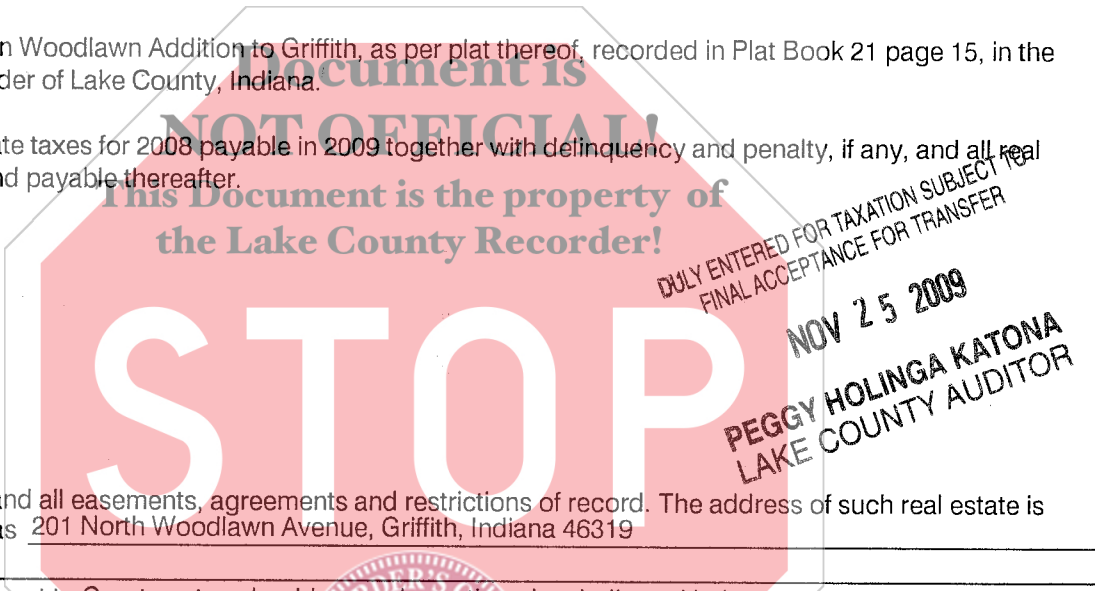 n Woodlawn Addition to Griffith, as per plat thereof, recorded in Plat Book 21 page 15, in the
der of Lake County, Indiana.
Document is
NOT OFFICIAL!
te taxes for 2008 payable in 2009 together with delinquency and penalty, if any, and all real
nd payable thereafter.
This Document is the property of
the Lake County Recorder!
DULY ENTERED FOR TAXATION SUBJECT TO
FINAL ACCEPTANCE FOR TRANSFER
NOV 25 2009
PEGGY HOLINGA KATONA
LAKE COUNTY AUDITOR
STOP
nd all easements, agreements and restrictions of record. The address of such real estate is
as 201 North Woodlawn Avenue, Griffith, Indiana 46319